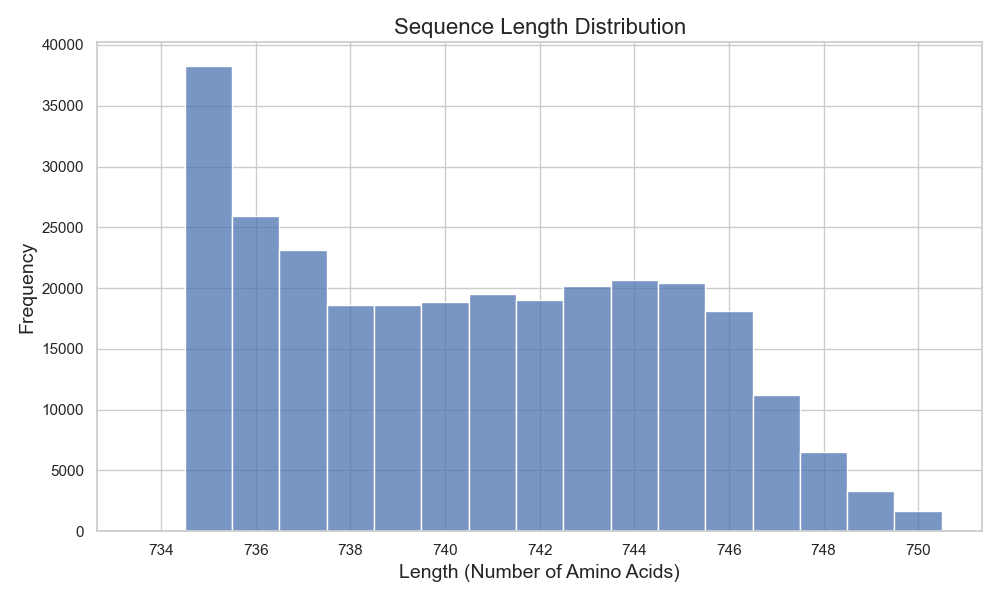 Sequence Length Distribution
40000
35000
30000
25000
20000
15000
10000
5000
0
Frequency
734 736 738 740 742 744 746 748 750
Length (Number of Amino Acids)